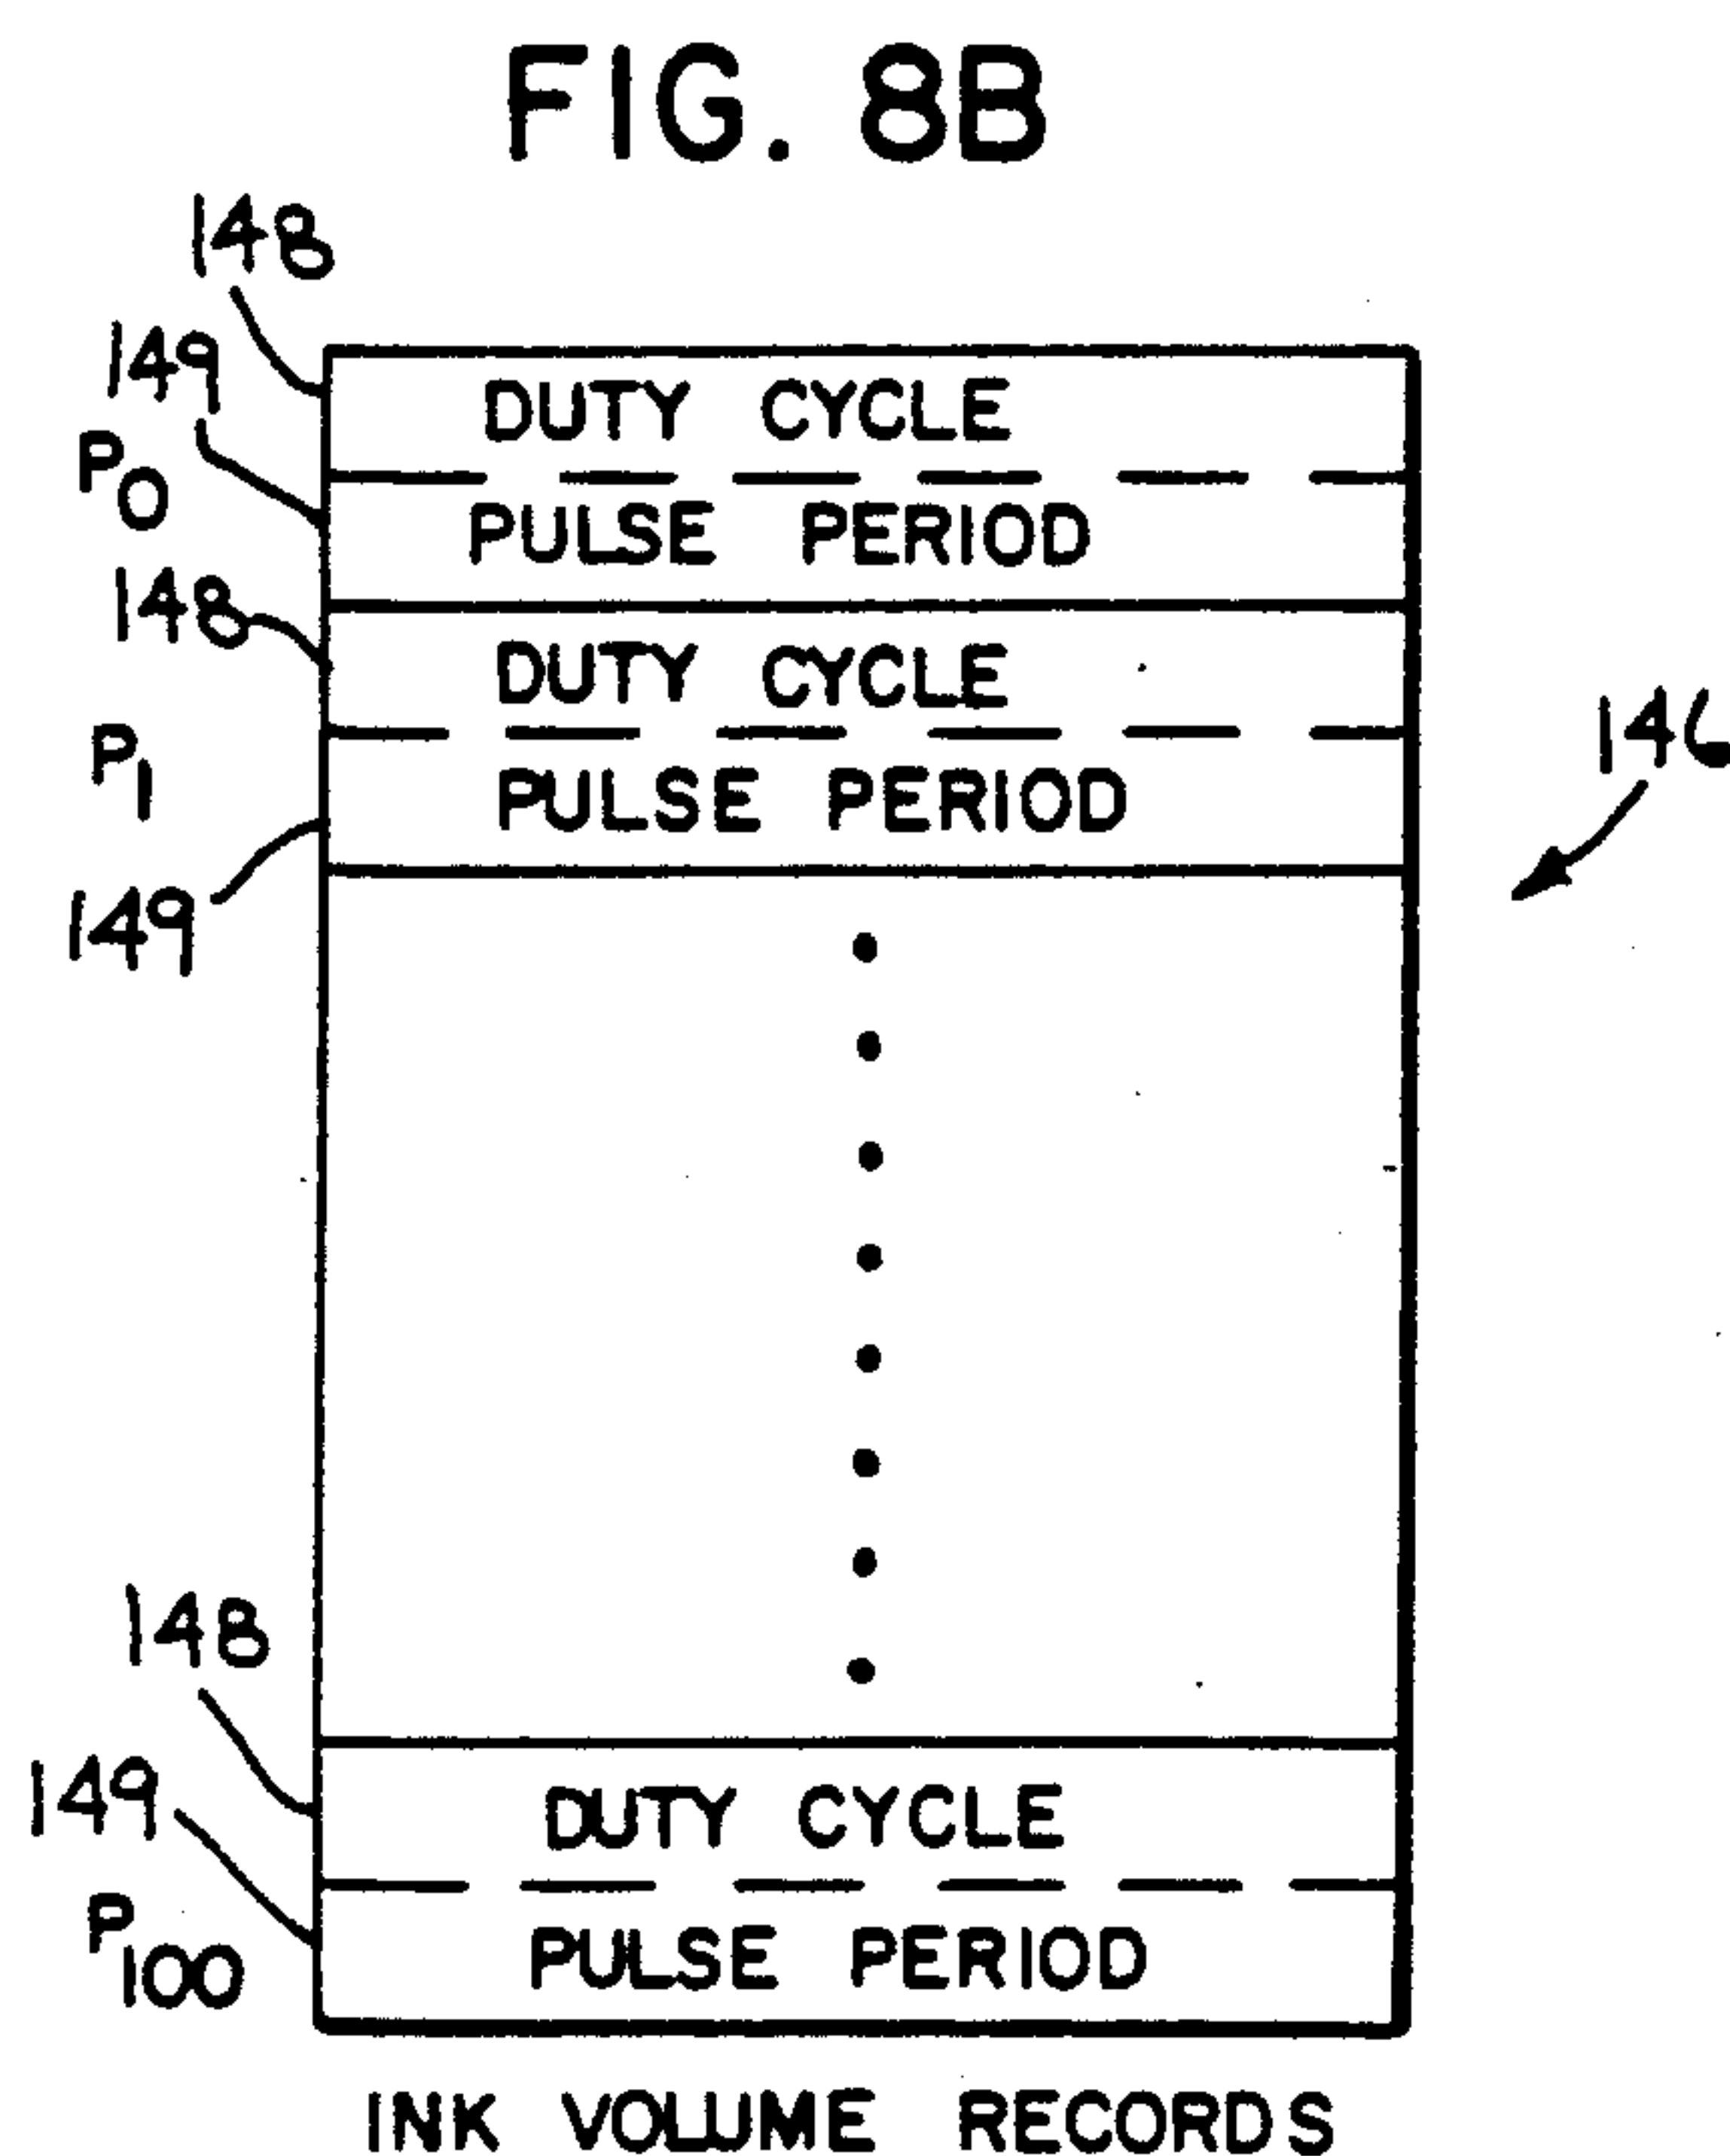 FIG. 8B
148
149
P0
DUTY CYCLE
PULSE PERIOD
148
P1
149
DUTY CYCLE
PULSE PERIOD
146
148
149
P100
DUTY CYCLE
PULSE PERIOD
INK VOLUME RECORDS